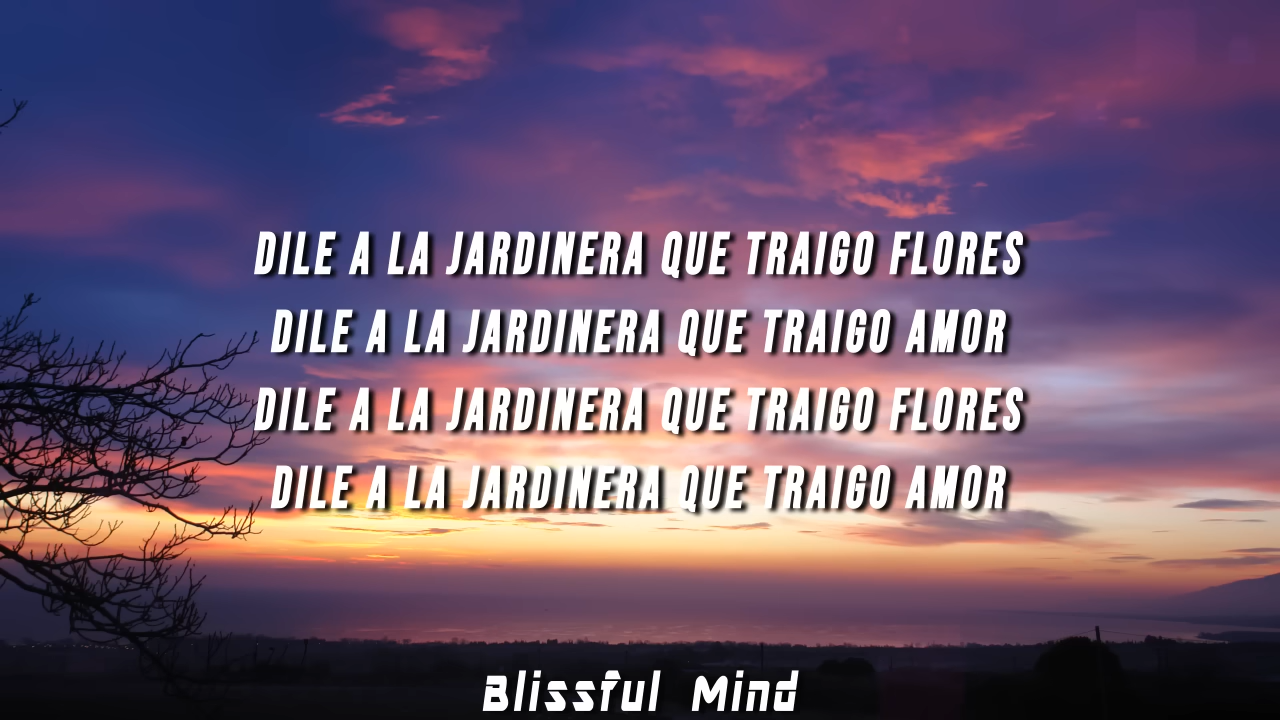 DILE A LA JARDINERA QUE TRAIGO FLORES
DILE A LA JARDINERA QUE TRAIGO AMOR
DILE A LA JARDINERA QUE TRAIGO FLORES
DILE A LA JARDINERA QUE TRAIGO AMOR
Blissful Mind